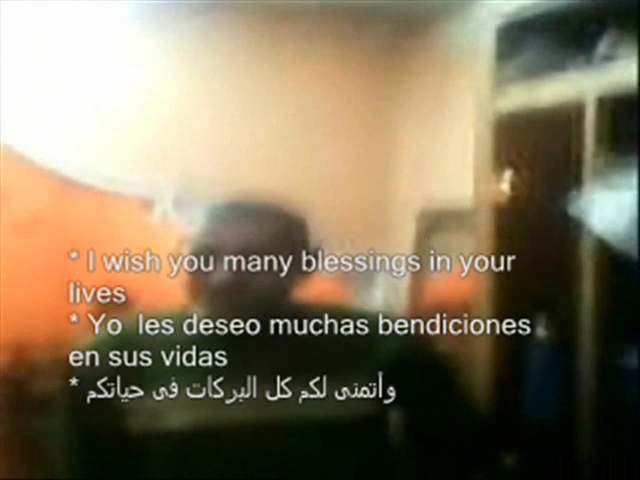 * I wish you many blessings in your
lives
* Yo les deseo muchas bendiciones
en sus vidas
* وأتمنى لكم كل البركات فى حياتكم